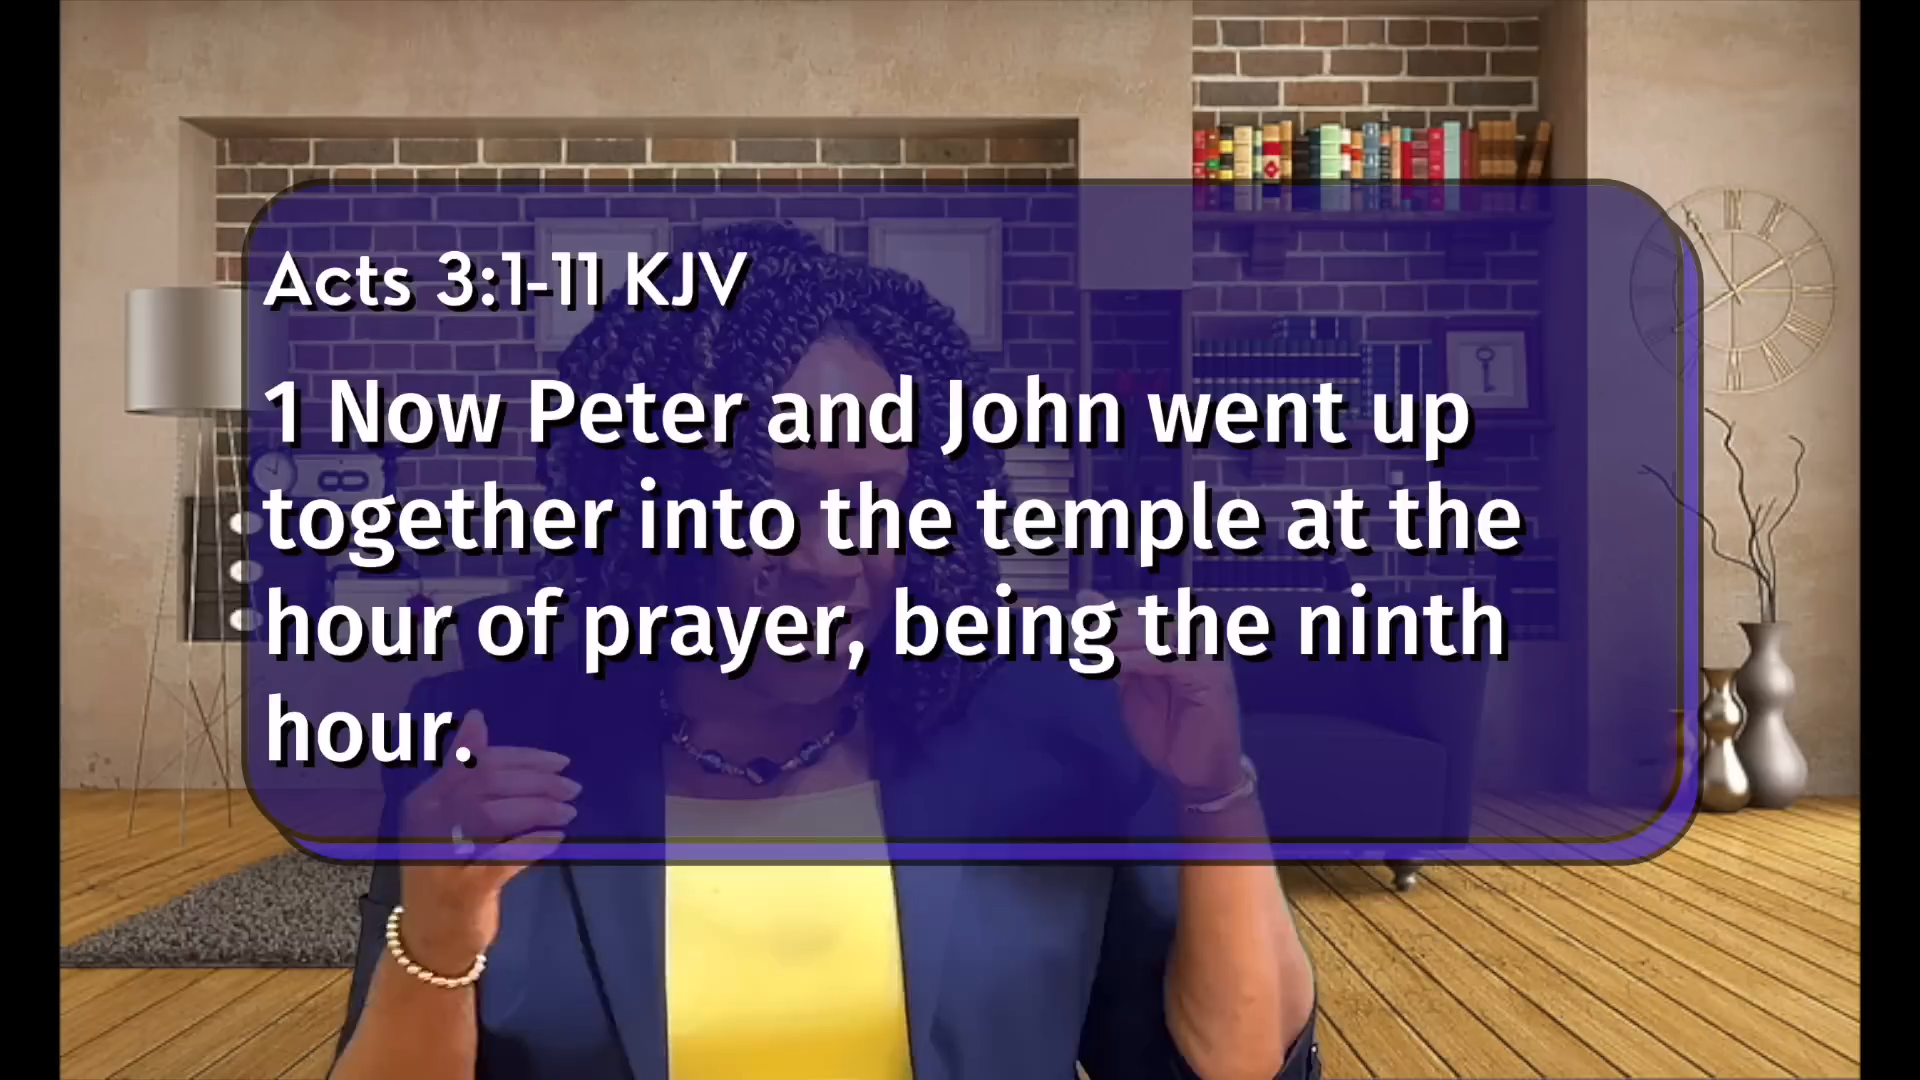 Acts 3:1-11 KJV
1 Now Peter and John went up
together into the temple at the
hour of prayer, being the ninth
hour.